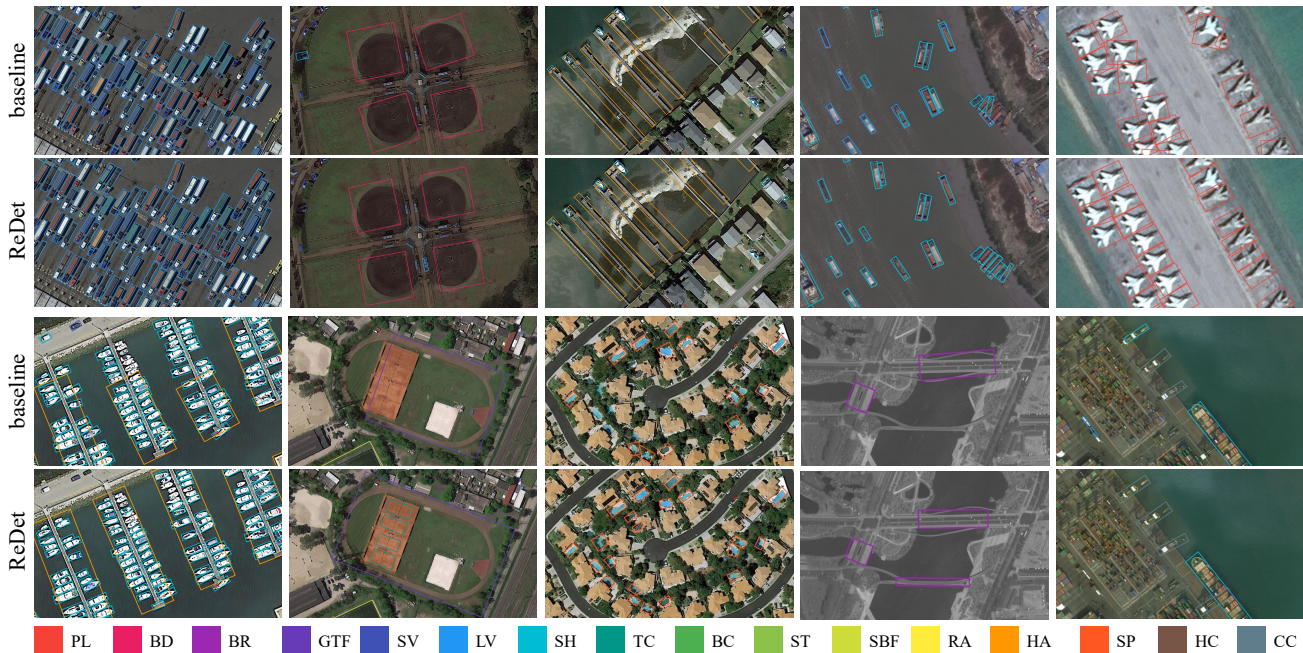 baseline
ReDet
baseline
ReDet
PL BD BR GTF SV LV SH TC BC ST SBF RA HA SP HC CC